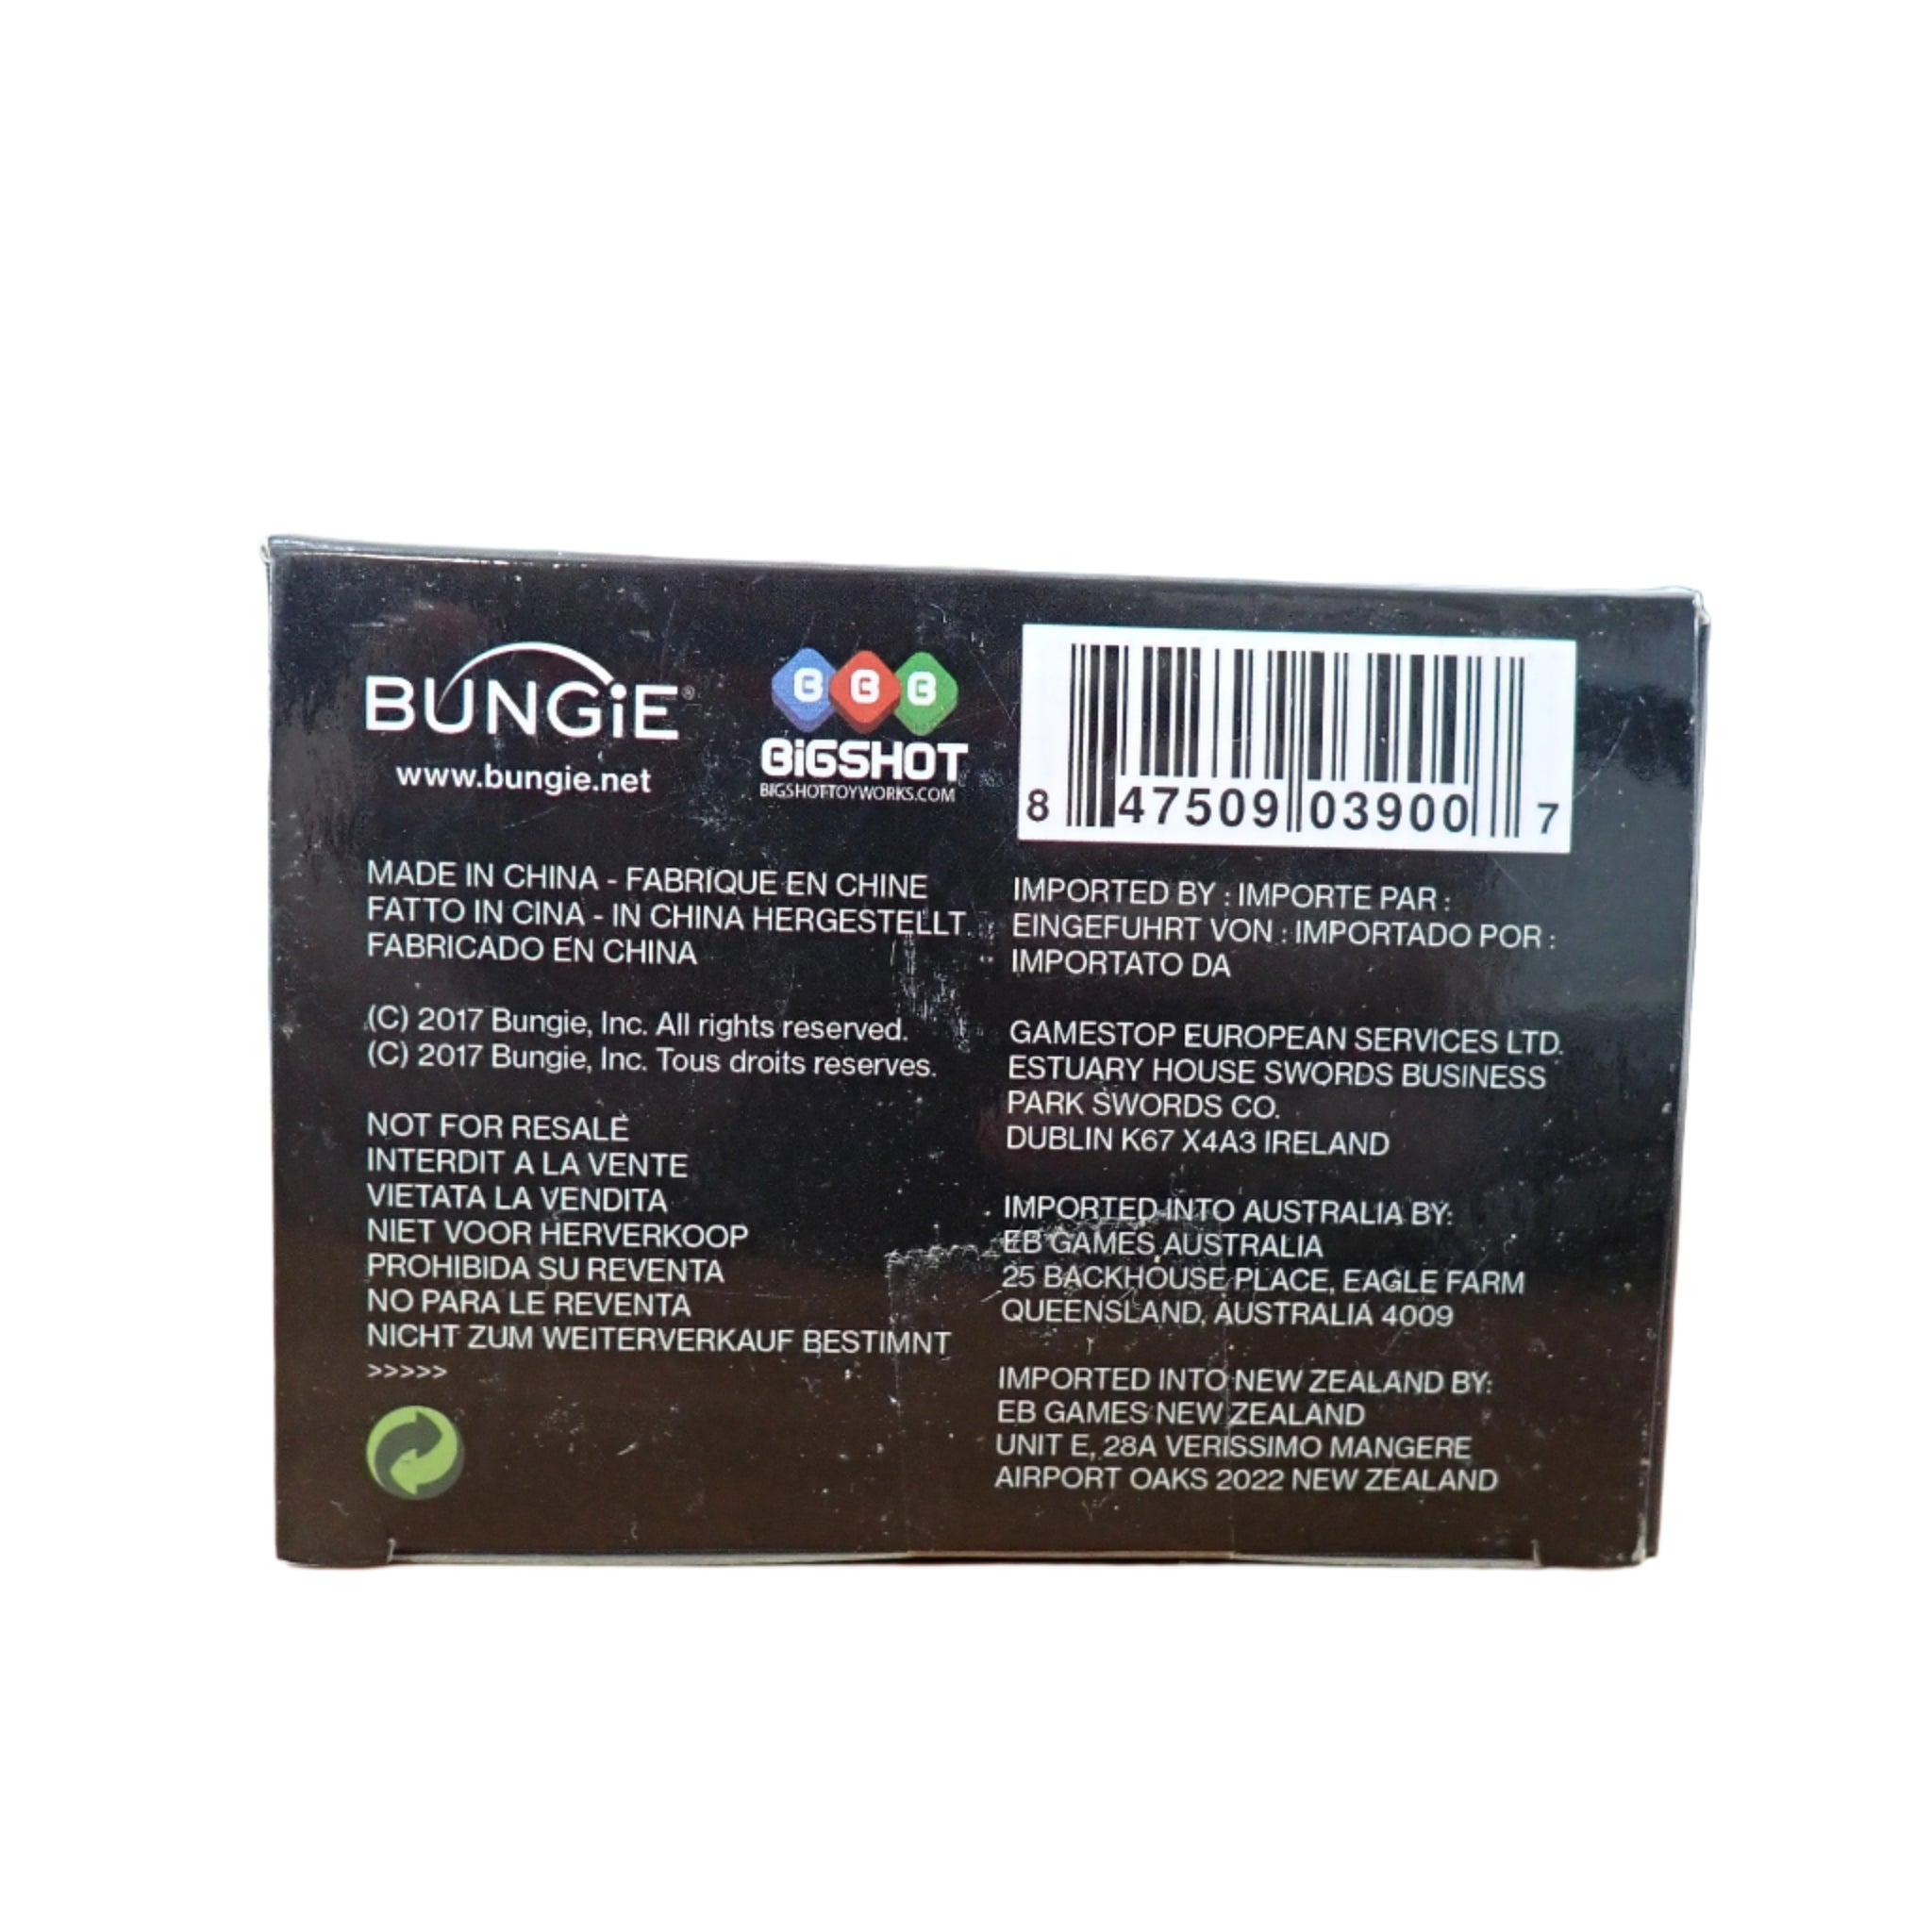 BUNGiE®
www.bungie.net
B B B
BiGSHOT
BIGSHOTTOYWORKS.COM
8 47509 03900 7
MADE IN CHINA - FABRIQUE EN CHINE
FATTO IN CINA - IN CHINA HERGESTELLT
FABRICADO EN CHINA
(C) 2017 Bungie, Inc. All rights reserved.
(C) 2017 Bungie, Inc. Tous droits reserves.
NOT FOR RESALE
INTERDIT A LA VENTE
VIETATA LA VENDITA
NIET VOOR HERVERKOOP
PROHIBIDA SU REVENTA
NO PARA LE REVENTA
NICHT ZUM WEITERVERKAUF BESTIMNT
>>>>>
IMPORTED BY : IMPORTE PAR :
EINGEFUHRT VON : IMPORTADO POR :
IMPORTATO DA
GAMESTOP EUROPEAN SERVICES LTD.
ESTUARY HOUSE SWORDS BUSINESS
PARK SWORDS CO.
DUBLIN K67 X4A3 IRELAND
IMPORTED INTO AUSTRALIA BY:
EB GAMES AUSTRALIA
25 BACKHOUSE PLACE, EAGLE FARM
QUEENSLAND, AUSTRALIA 4009
IMPORTED INTO NEW ZEALAND BY:
EB GAMES NEW ZEALAND
UNIT E, 28A VERISSIMO MANGERE
AIRPORT OAKS 2022 NEW ZEALAND